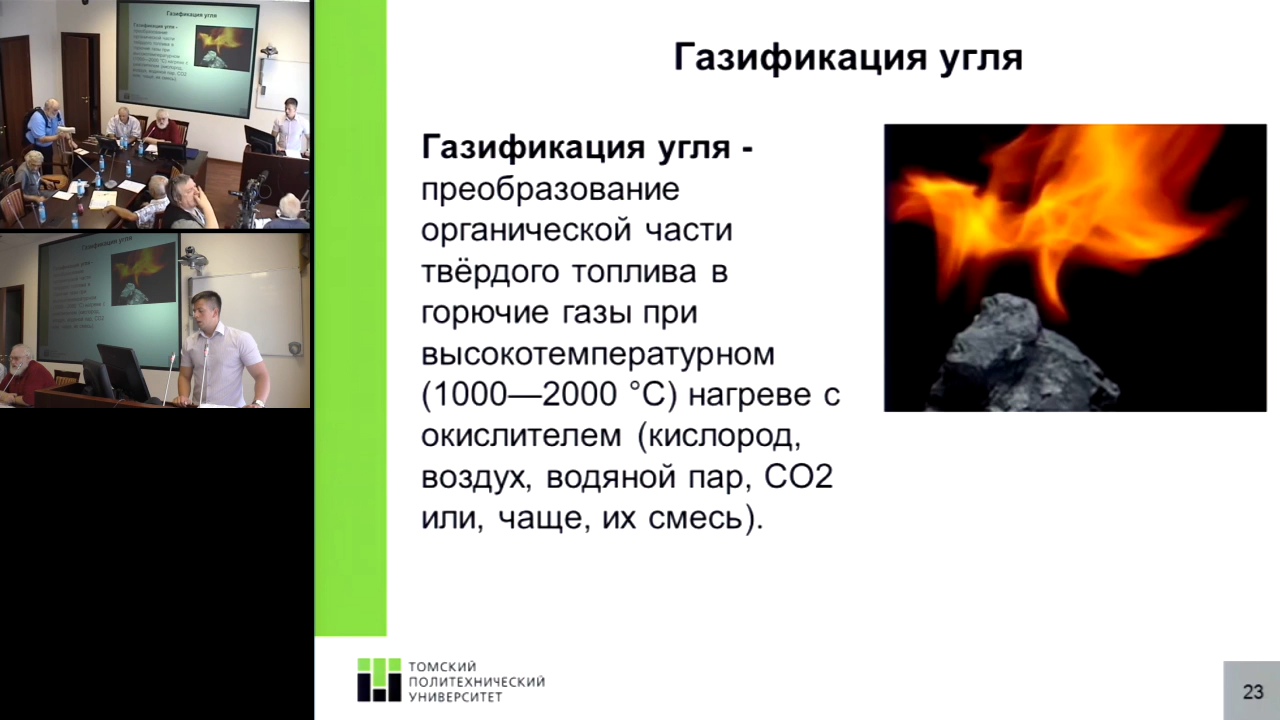 Газификация угля
Газификация угля -
преобразование
органической части
твёрдого топлива в
горючие газы при
высокотемпературном
(1000—2000 °C) нагреве с
окислителем (кислород,
воздух, водяной пар, CO2
или, чаще, их смесь).
ТОМСКИЙ
ПОЛИТЕХНИЧЕСКИЙ
УНИВЕРСИТЕТ
23